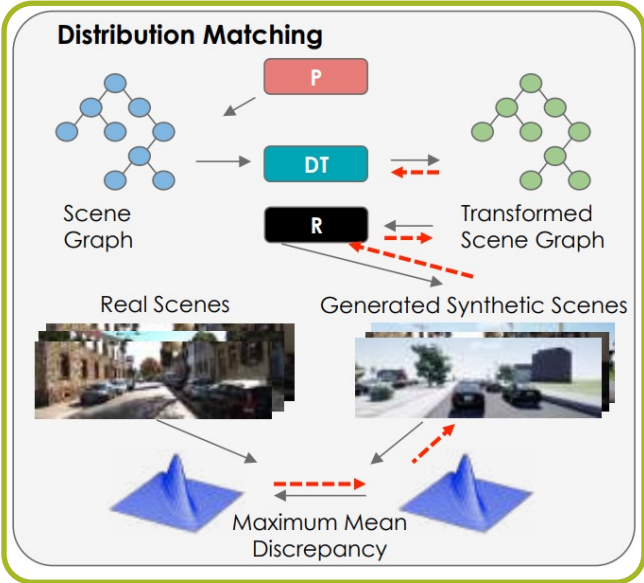 Distribution Matching
P
DT
Scene
Graph
R
Transformed
Scene Graph
Real Scenes
Generated Synthetic Scenes
Maximum Mean
Discrepancy